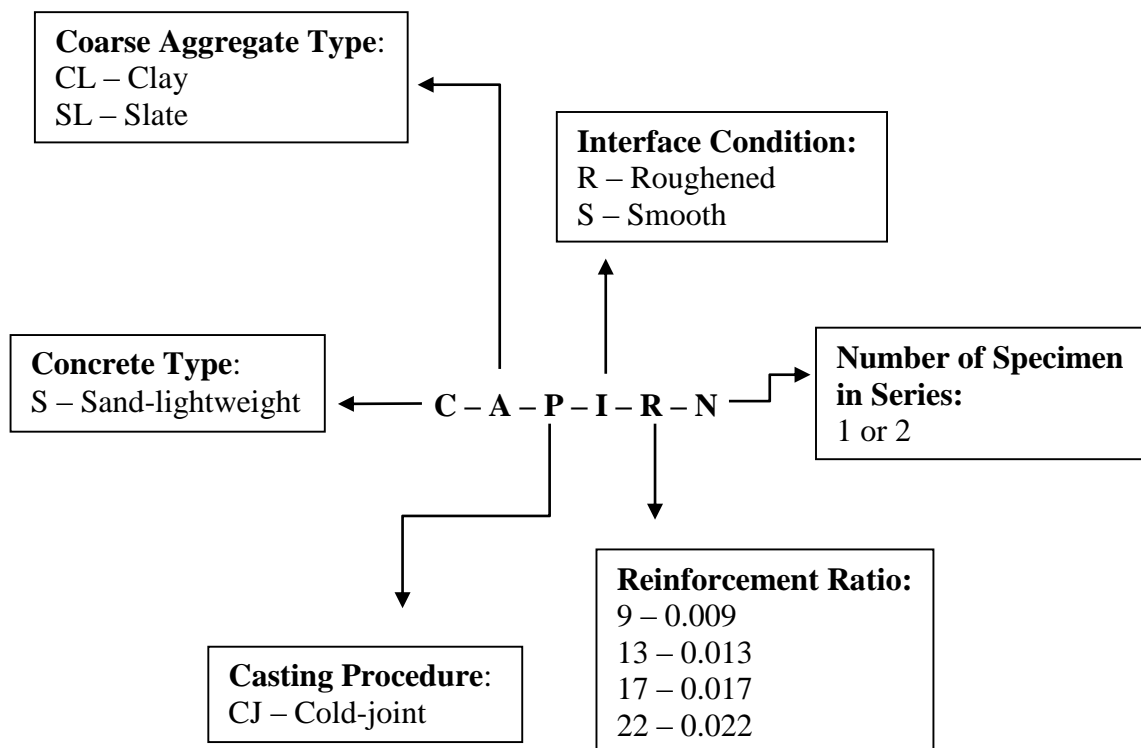 Coarse Aggregate Type:
CL – Clay
SL – Slate
Interface Condition:
R – Roughened
S – Smooth
Concrete Type:
S – Sand-lightweight
C – A – P – I – R – N
Number of Specimen
in Series:
1 or 2
Casting Procedure:
CJ – Cold-joint
Reinforcement Ratio:
9 – 0.009
13 – 0.013
17 – 0.017
22 – 0.022